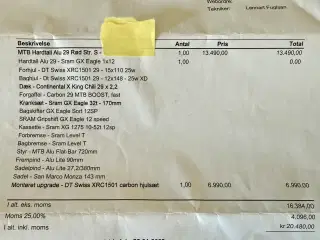 Webordre:
Tekniker: Lennart Fuglsan
Beskrivelse Antal Pris Total
MTB Hardtail Alu 29 Rød Str. S - 1,00 13.490,00 13.490,00
Hardtail Alu 29 - Sram GX Eagle 1x12 1,00 0,00
Forhjul - DT Swiss XRC1501 29 - 15x110 25w
Baghjul - DT Swiss XRC1501 29 - 12x148 - 25w XD
Dæk - Continental X King Chili 29 x 2,2
Forgaffel - Carbon 29 MTB BOOST, fast
Kranksæt - Sram GX Eagle 32t - 170mm
Bagskifter GX Eagle Sort 12SP
SRAM Gripshift GX Eagle 12 speed
Kassette - Sram XG 1275 10-52t 12sp
Forbremse - Sram Level T
Bagbremse - Sram Level T
Styr - MTB Alu Flat-Bar 720mm
Frempind - Alu Lite 90mm
Sadelpind - Alu Lite 27,2/380mm
Sadel - San Marco Monza 143 mm
Monteret upgrade - DT Swiss XRC1501 carbon hjulsæt 1,00 6.990,00 6.990,00
I alt eks. moms 16.384,00
Moms 25,00% 4.096,00
I alt inkl. moms kr 20.480,00